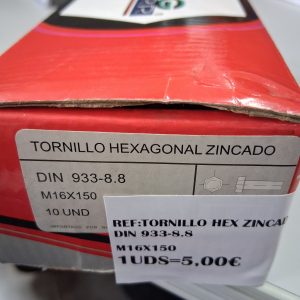 TORNILLO HEXAGONAL ZINCADO
DIN 933-8.8
M16X150
10 UND
REF:TORNILLO HEX ZINCA
DIN 933-8.8
M16X150
1UDS=5,00€